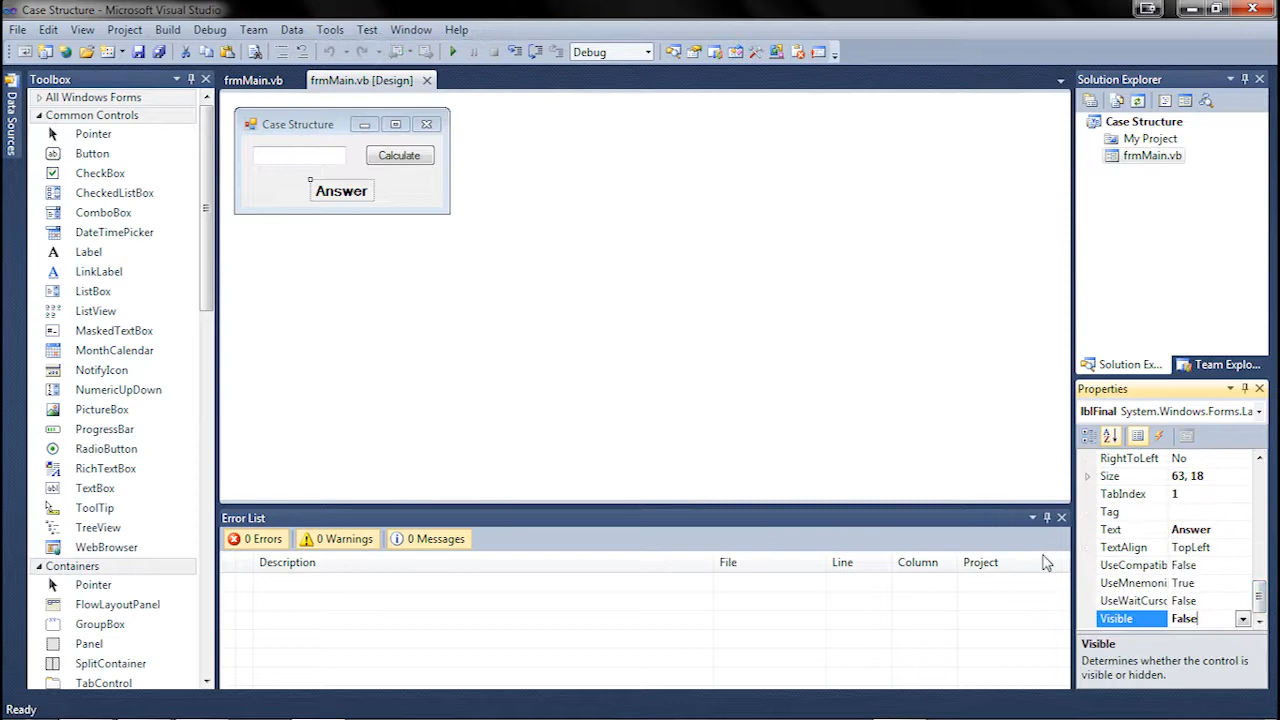 Case Structure - Microsoft Visual Studio
File Edit View Project Build Debug Team Data Tools Test Window Help
Debug
Data Sources
Toolbox
All Windows Forms
Common Controls
Pointer
Button
CheckBox
CheckedListBox
ComboBox
DateTimePicker
Label
LinkLabel
ListBox
ListView
MaskedTextBox
MonthCalendar
NotifyIcon
NumericUpDown
PictureBox
ProgressBar
RadioButton
RichTextBox
TextBox
ToolTip
TreeView
WebBrowser
Containers
Pointer
FlowLayoutPanel
GroupBox
Panel
SplitContainer
TabControl
frmMain.vb frmMain.vb [Design]
Case Structure
Calculate
Answer
Error List
0 Errors 0 Warnings 0 Messages
Description File Line Column Project
Solution Explorer
Case Structure
My Project
frmMain.vb
Solution Ex... Team Explo...
Properties
lblFinal System.Windows.Forms.La
RightToLeft No
Size 63, 18
TabIndex 1
Tag
Text Answer
TextAlign TopLeft
UseCompatib False
UseMnemoni True
UseWaitCurso False
Visible False
Visible
Determines whether the control is
visible or hidden.
Ready